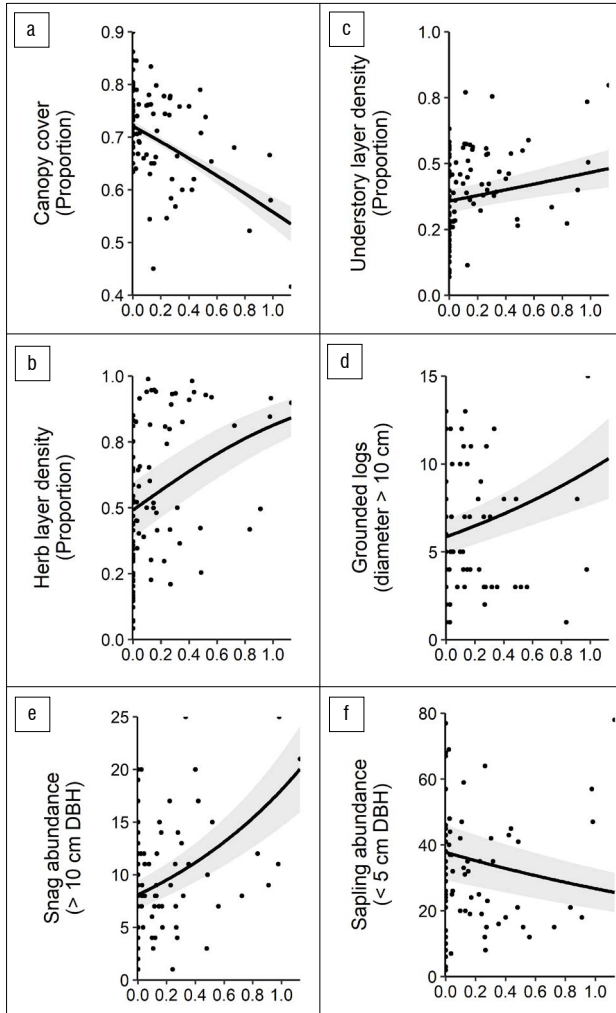 a
Canopy cover
(Proportion)
0.9
0.8
0.7
0.6
0.5
0.4
0.0 0.2 0.4 0.6 0.8 1.0
c
Understory layer density
(Proportion)
1.0
0.8
0.5
0.2
0.0
0.0 0.2 0.4 0.6 0.8 1.0
b
Herb layer density
(Proportion)
1.0
0.8
0.5
0.2
0.0
0.0 0.2 0.4 0.6 0.8 1.0
d
Grounded logs
(diameter > 10 cm)
15
10
5
0
0.0 0.2 0.4 0.6 0.8 1.0
e
Snag abundance
(> 10 cm DBH)
25
20
15
10
5
0
0.0 0.2 0.4 0.6 0.8 1.0
f
Sapling abundance
(< 5 cm DBH)
80
60
40
20
0
0.0 0.2 0.4 0.6 0.8 1.0